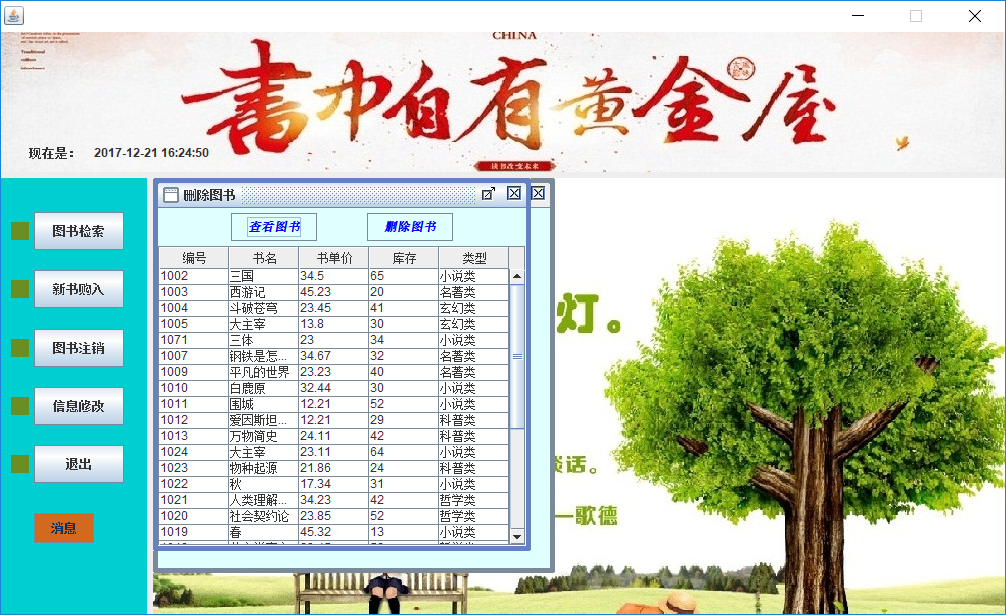 CHINA
Traditional
culture
书中自有黄金屋
读书改变未来
现在是： 2017-12-21 16:24:50
图书检索
新书购入
图书注销
信息修改
退出
消息
删除图书
查看图书 删除图书
编号 书名 书单价 库存 类型
1002 三国 34.5 65 小说类
1003 西游记 45.23 20 名著类
1004 斗破苍穹 23.45 41 玄幻类
1005 大主宰 13.8 30 玄幻类
1071 三体 23 34 小说类
1007 钢铁是怎... 34.67 32 名著类
1009 平凡的世界 23.23 40 名著类
1010 白鹿原 32.44 30 小说类
1011 围城 12.21 52 小说类
1012 爱因斯坦... 12.21 29 科普类
1013 万物简史 24.11 42 科普类
1024 大主宰 23.11 64 小说类
1023 物种起源 21.86 24 科普类
1022 秋 17.34 31 小说类
1021 人类理解... 34.23 42 哲学类
1020 社会契约论 23.85 52 哲学类
1019 春 45.32 13 小说类
灯。
谈话。
—歌德